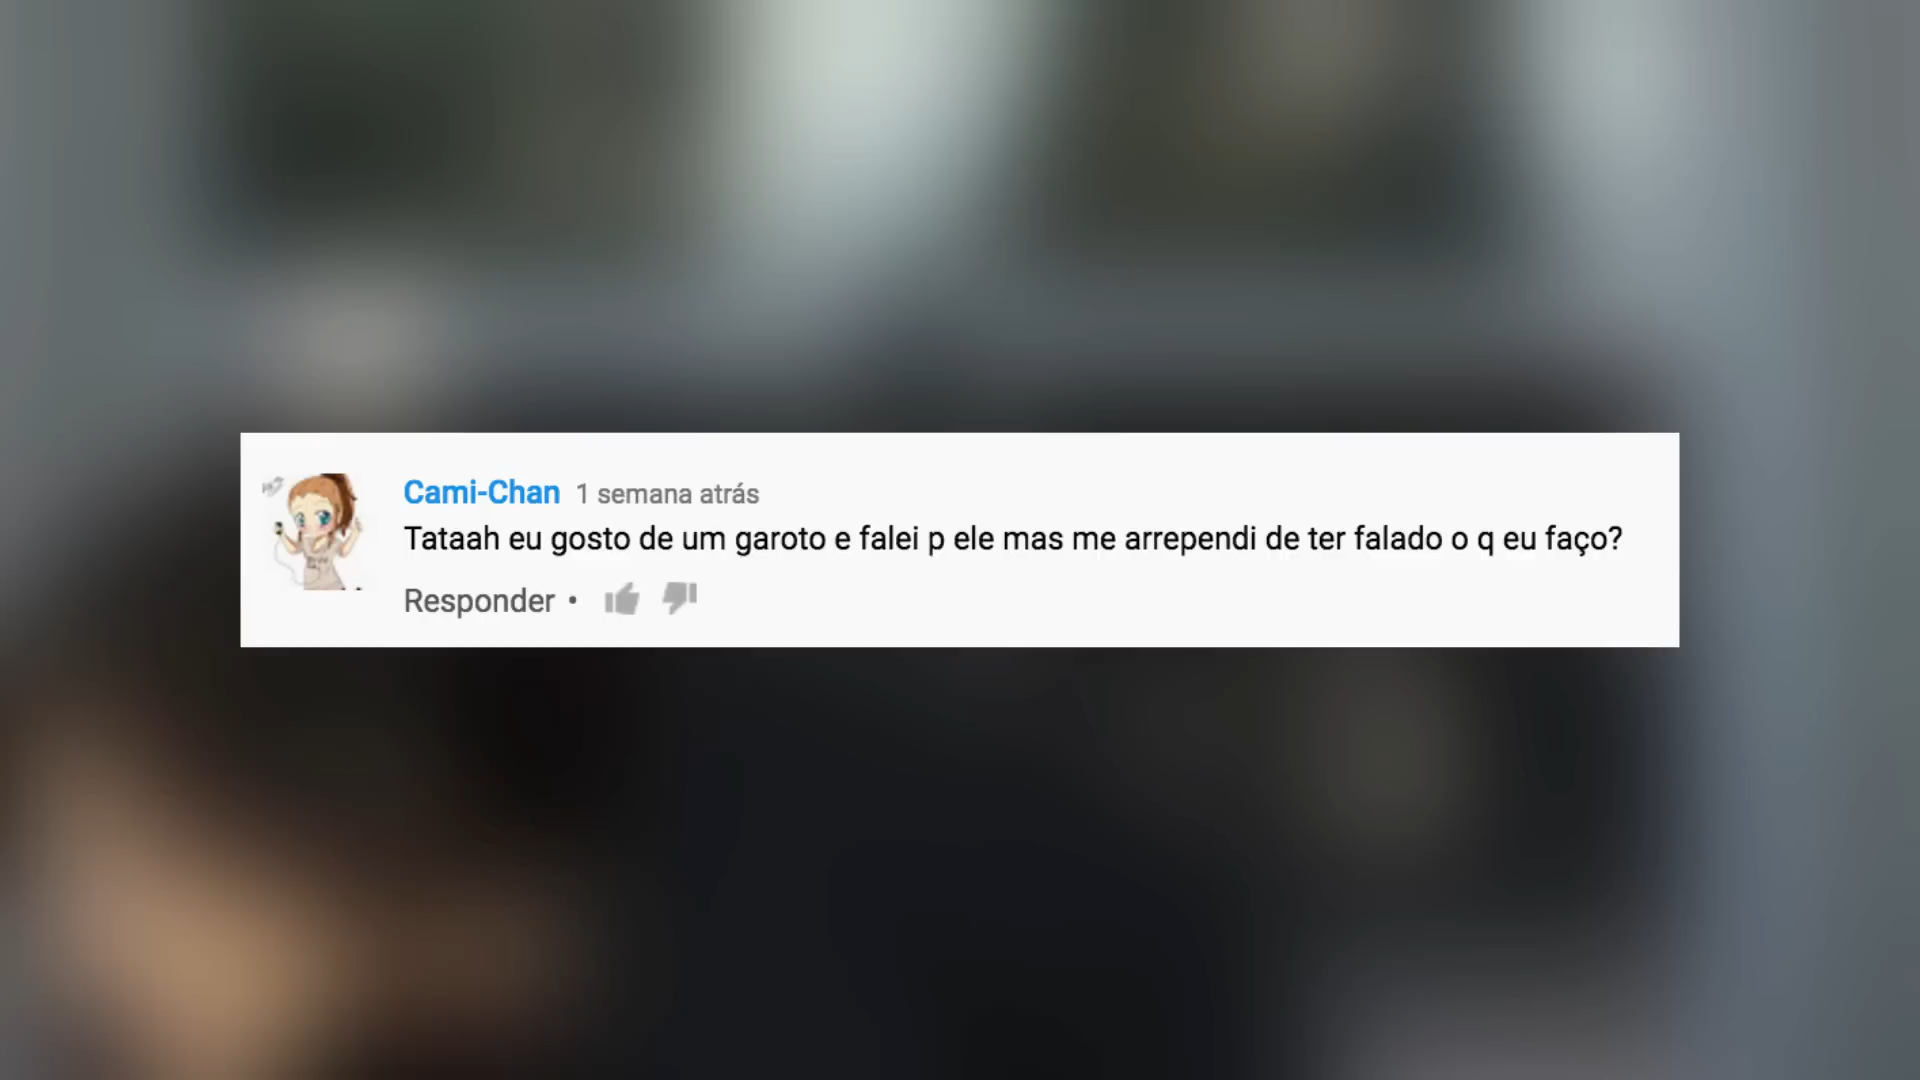 Cami-Chan 1 semana atrás
Tataah eu gosto de um garoto e falei p ele mas me arrependi de ter falado o q eu faço?
Responder •